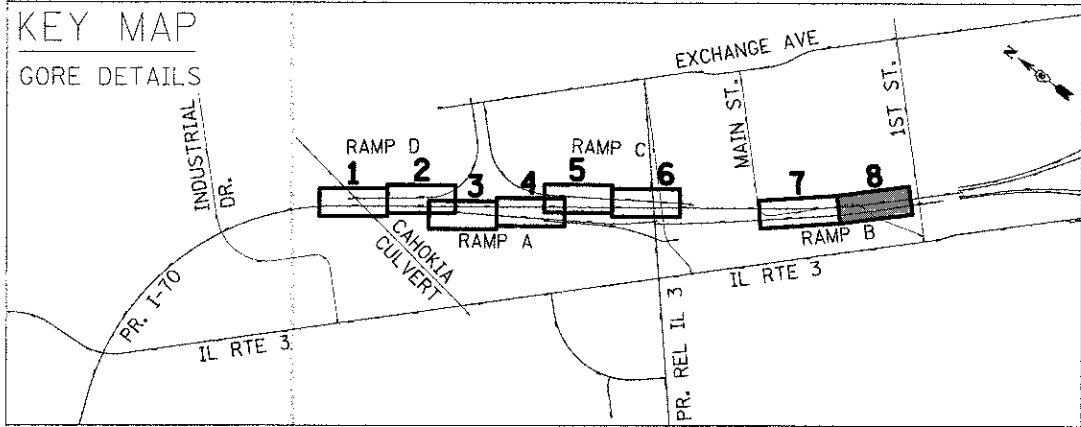 KEY MAP
GORE DETAILS
EXCHANGE AVE
N
MAIN ST.
1ST ST.
INDUSTRIAL
DR.
RAMP D
RAMP C
1
2
3
4
5
6
7
8
RAMP A
RAMP B
CAHOKIA
CULVERT
PR. I-70
IL RTE 3
IL RTE 3
PR. REL IL 3